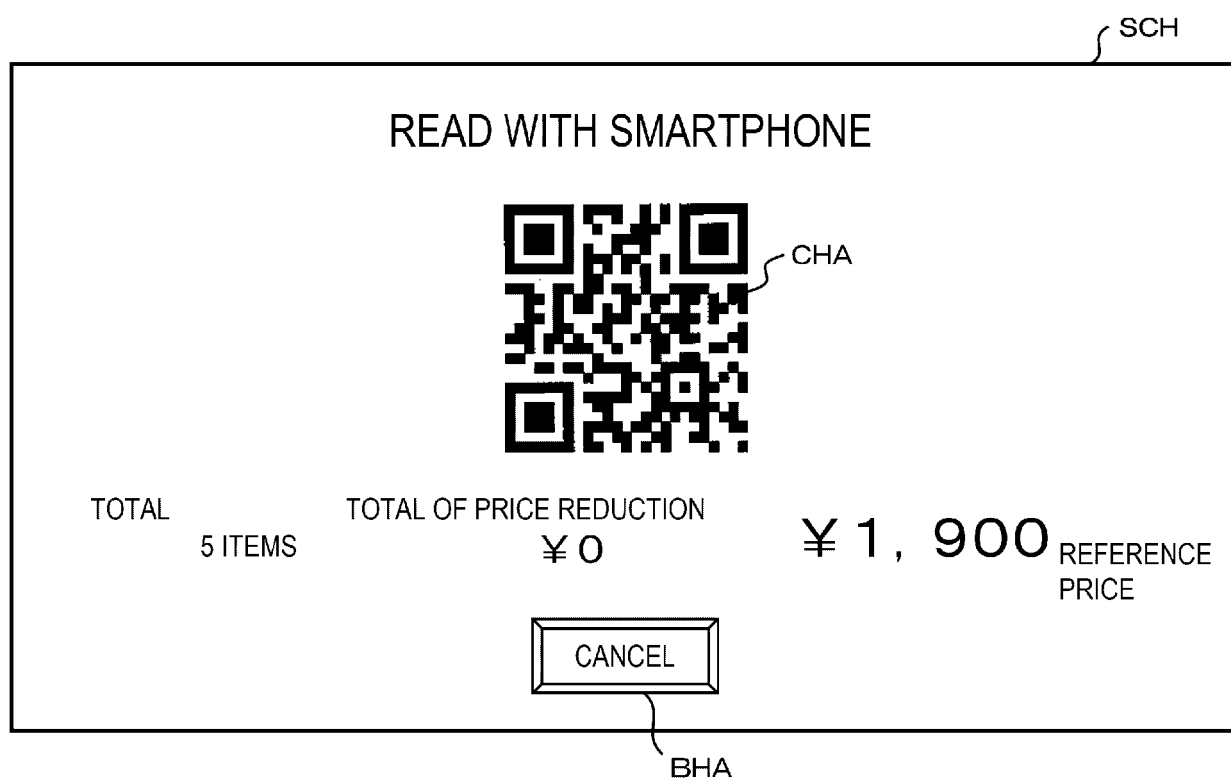 SCH
READ WITH SMARTPHONE
CHA
TOTAL
5 ITEMS
TOTAL OF PRICE REDUCTION
¥0
¥1,900 REFERENCE
PRICE
CANCEL
BHA